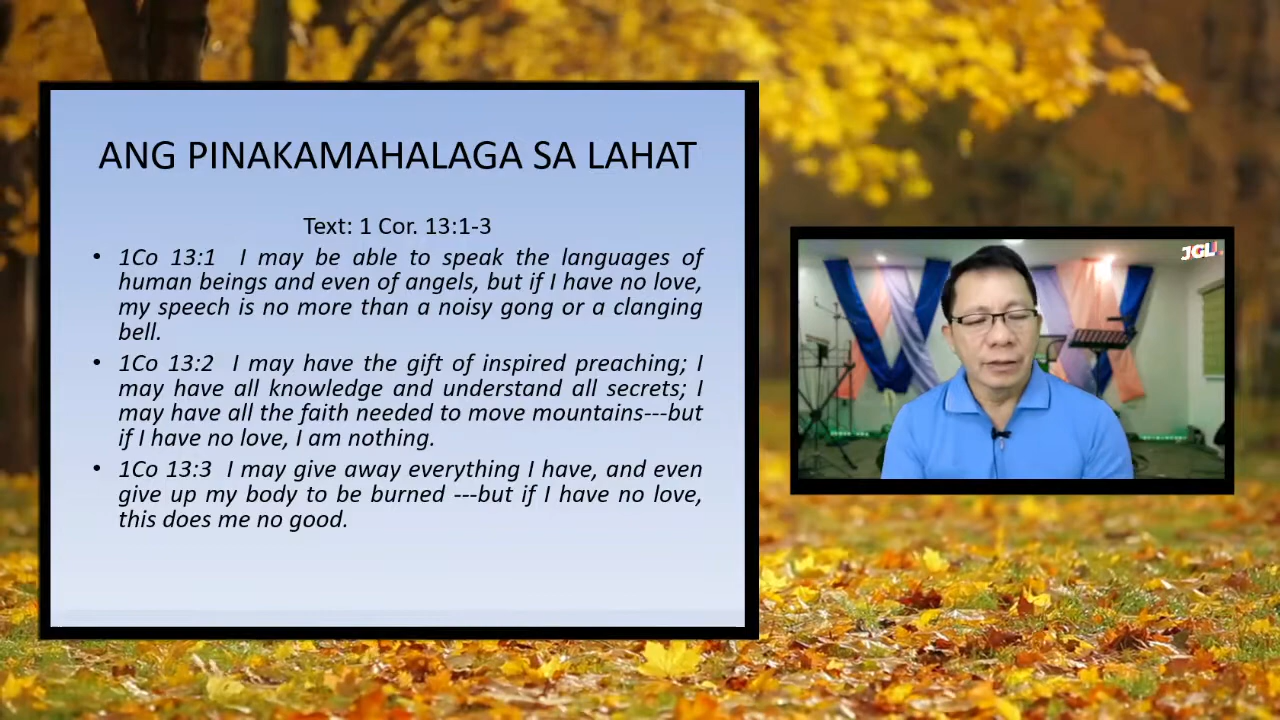 ANG PINAKAMAHALAGA SA LAHAT
Text: 1 Cor. 13:1-3
• 1Co 13:1 I may be able to speak the languages of
human beings and even of angels, but if I have no love,
my speech is no more than a noisy gong or a clanging
bell.
• 1Co 13:2 I may have the gift of inspired preaching; I
may have all knowledge and understand all secrets; I
may have all the faith needed to move mountains---but
if I have no love, I am nothing.
• 1Co 13:3 I may give away everything I have, and even
give up my body to be burned ---but if I have no love,
this does me no good.